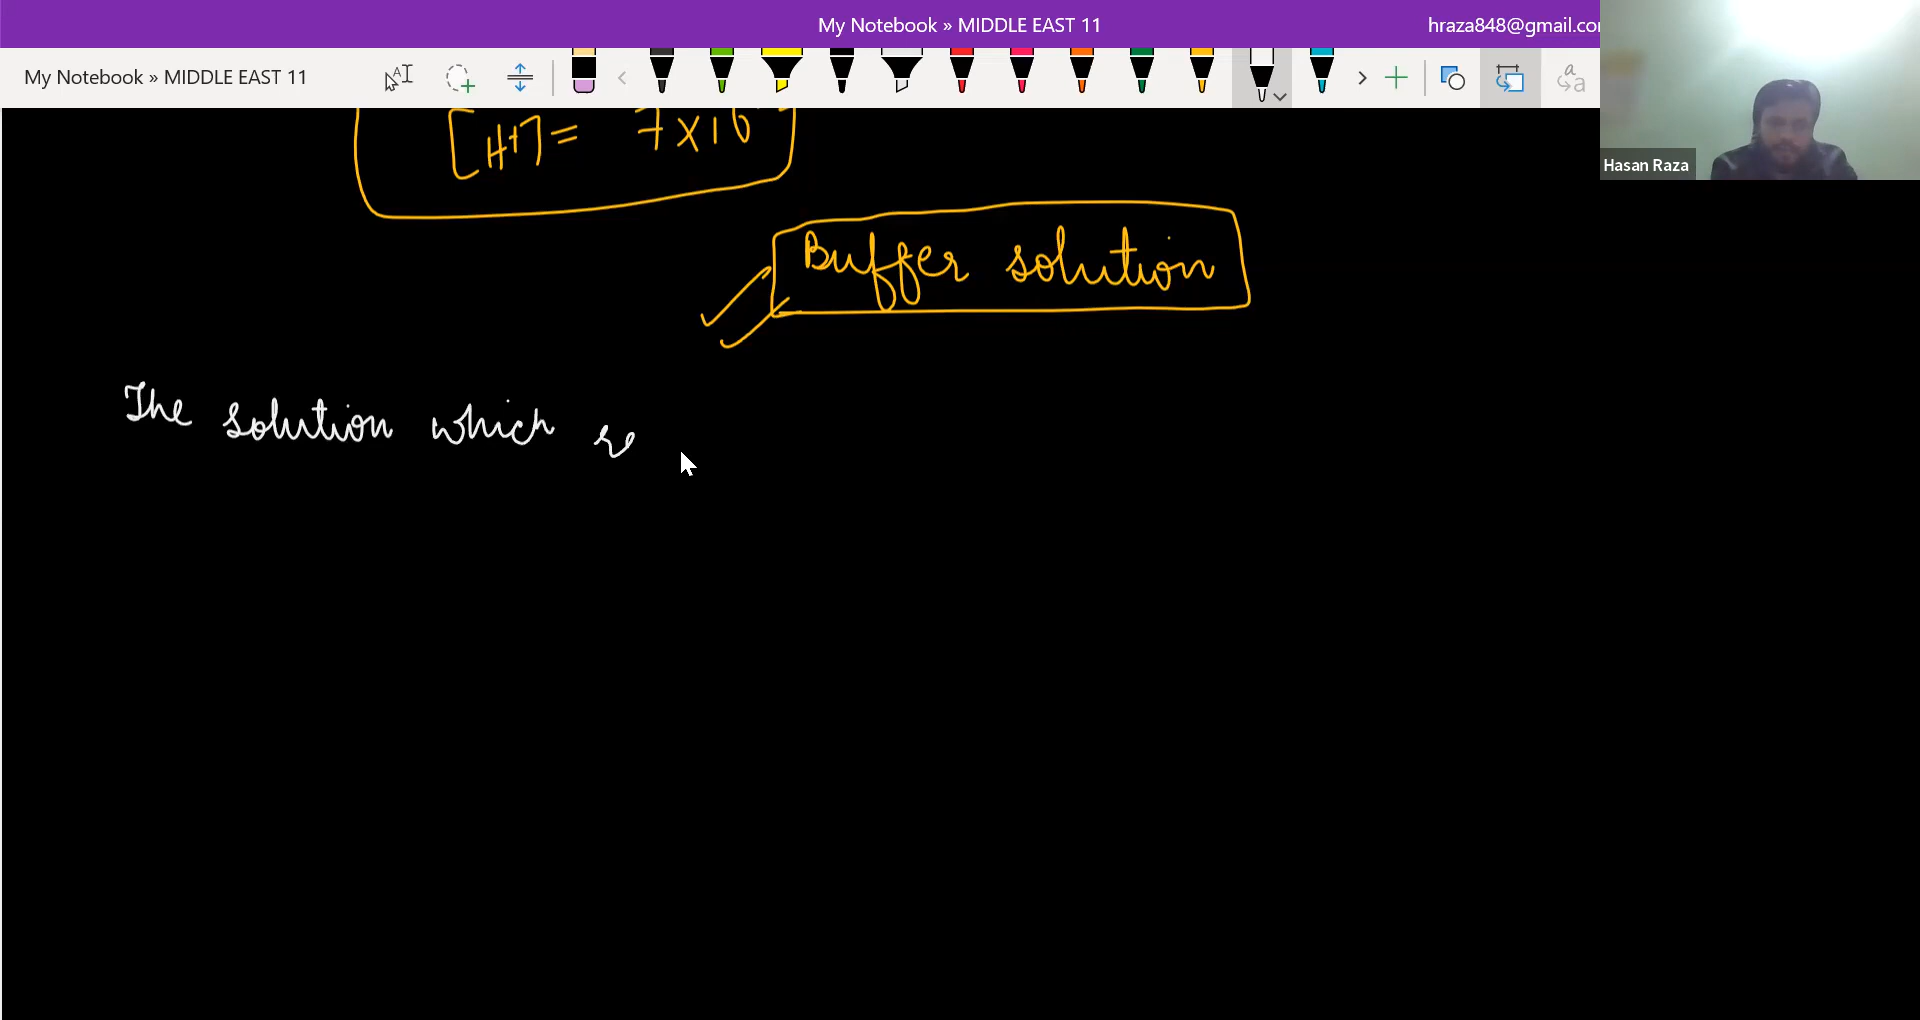 My Notebook » MIDDLE EAST 11
hraza848@gmail.co
My Notebook » MIDDLE EAST 11
Hasan Raza
[H+] = 7 x 10
Buffer solution
The solution which re